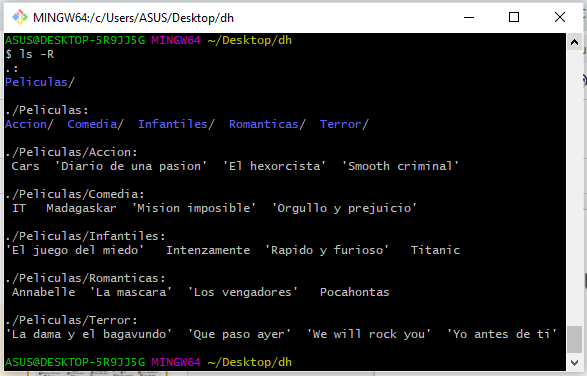 MINGW64:/c/Users/ASUS/Desktop/dh
ASUS@DESKTOP-5R9JJ5G MINGW64 ~/Desktop/dh
$ ls -R
.:
Peliculas/
./Peliculas:
Accion/  Comedia/  Infantiles/  Romanticas/  Terror/
./Peliculas/Accion:
Cars  'Diario de una pasion'  'El hexorcista'  'Smooth criminal'
./Peliculas/Comedia:
IT   Madagaskar  'Mision imposible'  'Orgullo y prejuicio'
./Peliculas/Infantiles:
'El juego del miedo'   Intenzamente  'Rapido y furioso'   Titanic
./Peliculas/Romanticas:
Annabelle  'La mascara'  'Los vengadores'   Pocahontas
./Peliculas/Terror:
'La dama y el bagavundo'  'Que paso ayer'  'We will rock you'  'Yo antes de ti'
ASUS@DESKTOP-5R9JJ5G MINGW64 ~/Desktop/dh